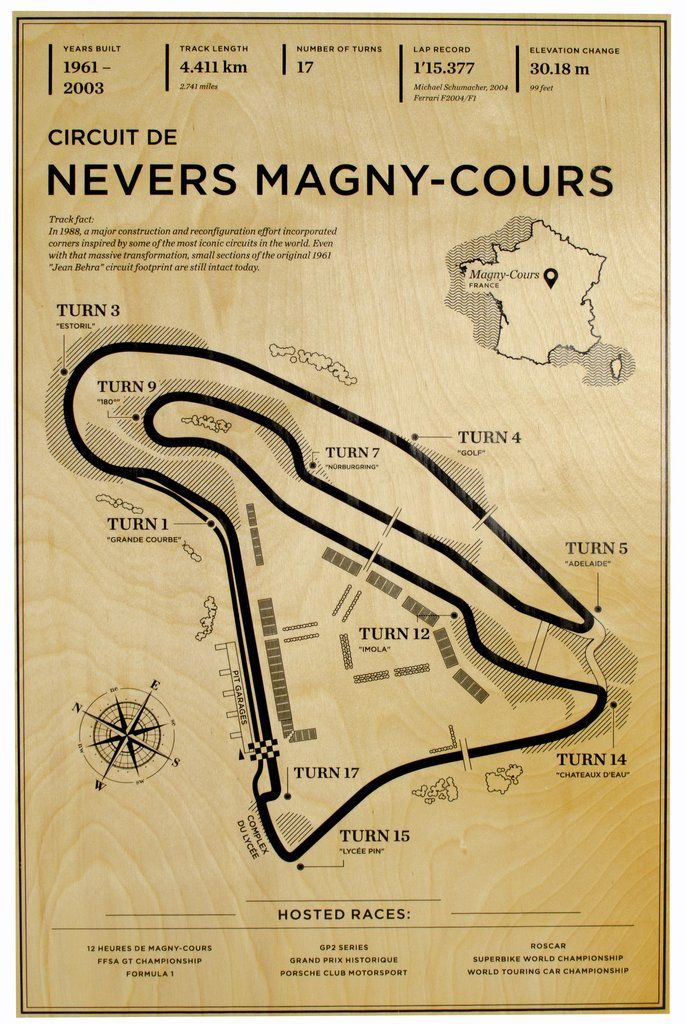 YEARS BUILT
1961 –
2003
TRACK LENGTH
4.411 km
2.741 miles
NUMBER OF TURNS
17
LAP RECORD
1'15.377
Michael Schumacher, 2004
Ferrari F2004/F1
ELEVATION CHANGE
30.18 m
99 feet
CIRCUIT DE
NEVERS MAGNY-COURS
Track fact:
In 1988, a major construction and reconfiguration effort incorporated
corners inspired by some of the most iconic circuits in the world. Even
with that massive transformation, small sections of the original 1961
"Jean Behra" circuit footprint are still intact today.
Magny-Cours
FRANCE
TURN 3
"ESTORIL"
TURN 9
"180°"
TURN 4
"GOLF"
TURN 7
"NÜRBURGRING"
TURN 1
"GRANDE COURBE"
TURN 5
"ADELAIDE"
TURN 12
"IMOLA"
PIT GARAGES
N
ne
E
se
S
sw
W
nw
TURN 14
"CHATEAUX D'EAU"
TURN 17
COMPLEX
DU LYCÉE
TURN 15
"LYCÉE PIN"
HOSTED RACES:
12 HEURES DE MAGNY-COURS
FFSA GT CHAMPIONSHIP
FORMULA 1
GP2 SERIES
GRAND PRIX HISTORIQUE
PORSCHE CLUB MOTORSPORT
ROSCAR
SUPERBIKE WORLD CHAMPIONSHIP
WORLD TOURING CAR CHAMPIONSHIP